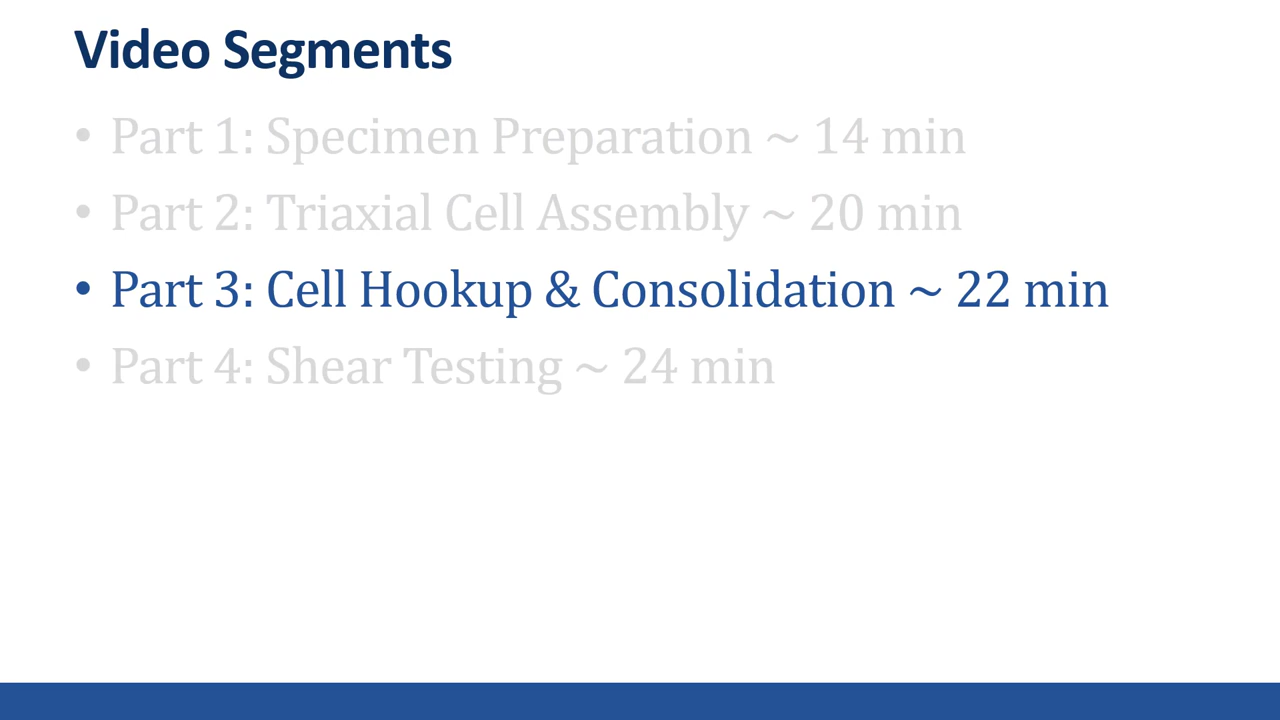 Video Segments
• Part 1: Specimen Preparation ~ 14 min
• Part 2: Triaxial Cell Assembly ~ 20 min
• Part 3: Cell Hookup & Consolidation ~ 22 min
• Part 4: Shear Testing ~ 24 min